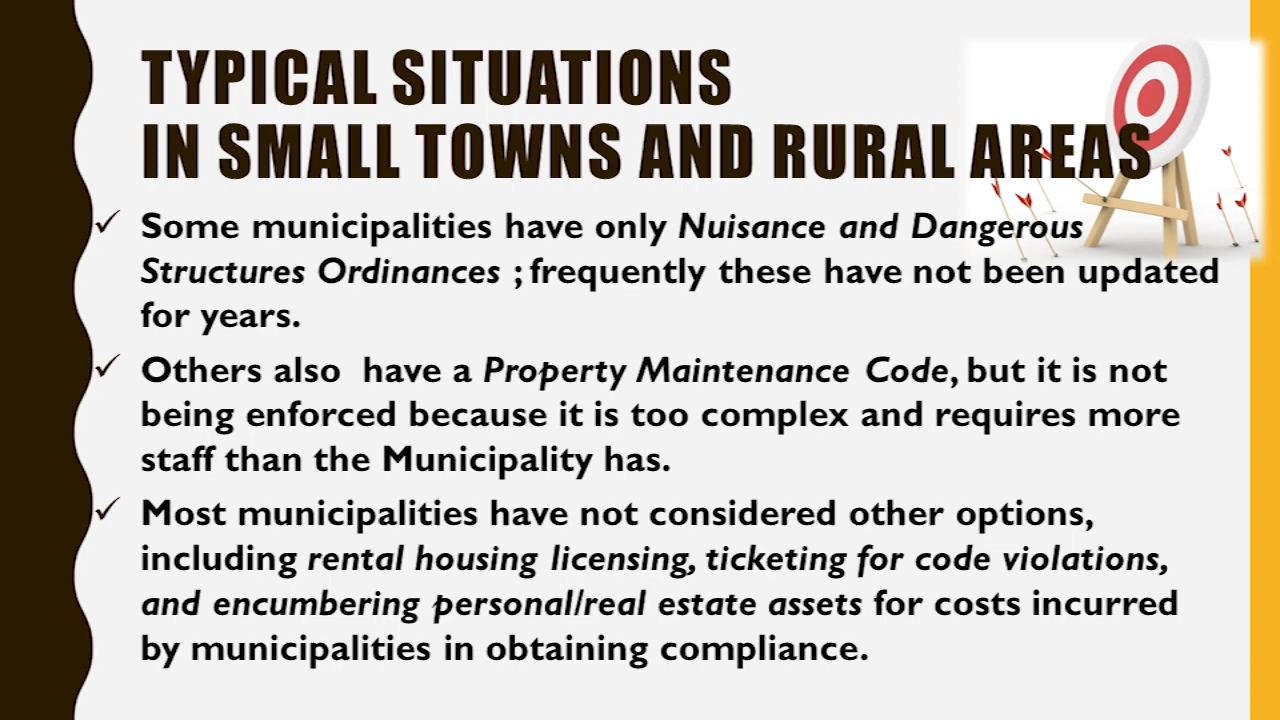 TYPICAL SITUATIONS
IN SMALL TOWNS AND RURAL AREAS
✓ Some municipalities have only Nuisance and Dangerous
Structures Ordinances ; frequently these have not been updated
for years.
✓ Others also  have a Property Maintenance Code, but it is not
being enforced because it is too complex and requires more
staff than the Municipality has.
✓ Most municipalities have not considered other options,
including rental housing licensing, ticketing for code violations,
and encumbering personal/real estate assets for costs incurred
by municipalities in obtaining compliance.